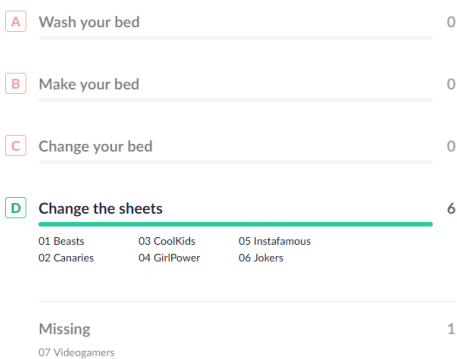 A Wash your bed 0
B Make your bed 0
C Change your bed 0
D Change the sheets 6
01 Beasts 03 CoolKids 05 Instafamous
02 Canaries 04 GirlPower 06 Jokers
Missing 1
07 Videogamers